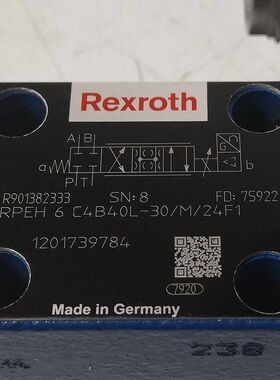 Rexroth
A B
a b
P T
R901382333 SN: 8 FD: 75922
RPEH 6 C4B40L-30/M/24F1
1201739784
7920
Made in Germany
238